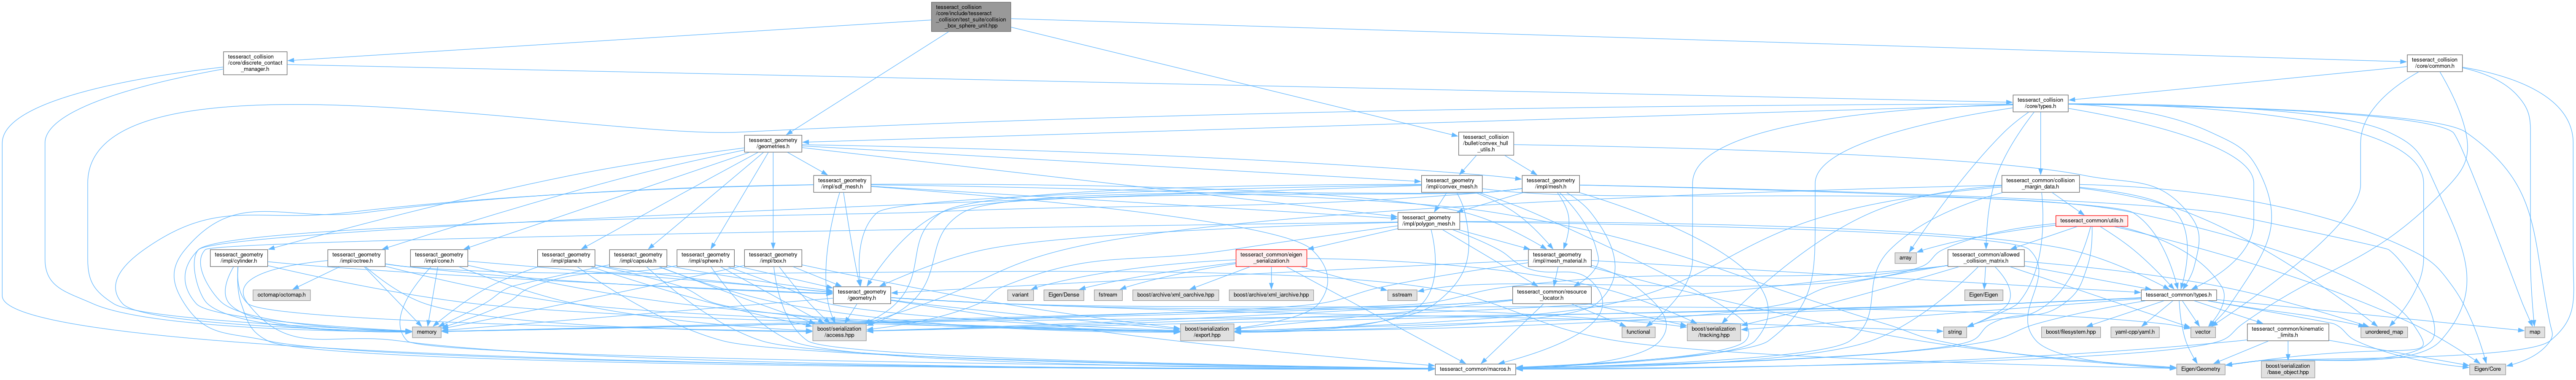 tesseract_collision
/core/include/tesseract
_collision/test_suite/collision
_box_sphere_unit.hpp
tesseract_collision
/core/discrete_contact
_manager.h
tesseract_collision
/core/common.h
tesseract_collision
/core/types.h
tesseract_geometry
/geometries.h
tesseract_collision
/bullet/convex_hull
_utils.h
tesseract_geometry
/impl/sdf_mesh.h
tesseract_geometry
/impl/convex_mesh.h
tesseract_geometry
/impl/mesh.h
tesseract_common/collision
_margin_data.h
tesseract_geometry
/impl/polygon_mesh.h
tesseract_common/utils.h
tesseract_geometry
/impl/cylinder.h
tesseract_geometry
/impl/octree.h
tesseract_geometry
/impl/cone.h
tesseract_geometry
/impl/plane.h
tesseract_geometry
/impl/capsule.h
tesseract_geometry
/impl/sphere.h
tesseract_geometry
/impl/box.h
tesseract_common/eigen
_serialization.h
tesseract_geometry
/impl/mesh_material.h
array
tesseract_common/allowed
_collision_matrix.h
octomap/octomap.h
tesseract_geometry
/geometry.h
variant
Eigen/Dense
fstream
boost/archive/xml_oarchive.hpp
boost/archive/xml_iarchive.hpp
sstream
tesseract_common/resource
_locator.h
Eigen/Eigen
tesseract_common/types.h
memory
boost/serialization
/access.hpp
boost/serialization
/export.hpp
functional
boost/serialization
/tracking.hpp
string
boost/filesystem.hpp
yaml-cpp/yaml.h
vector
tesseract_common/kinematic
_limits.h
unordered_map
map
tesseract_common/macros.h
Eigen/Geometry
boost/serialization
/base_object.hpp
Eigen/Core